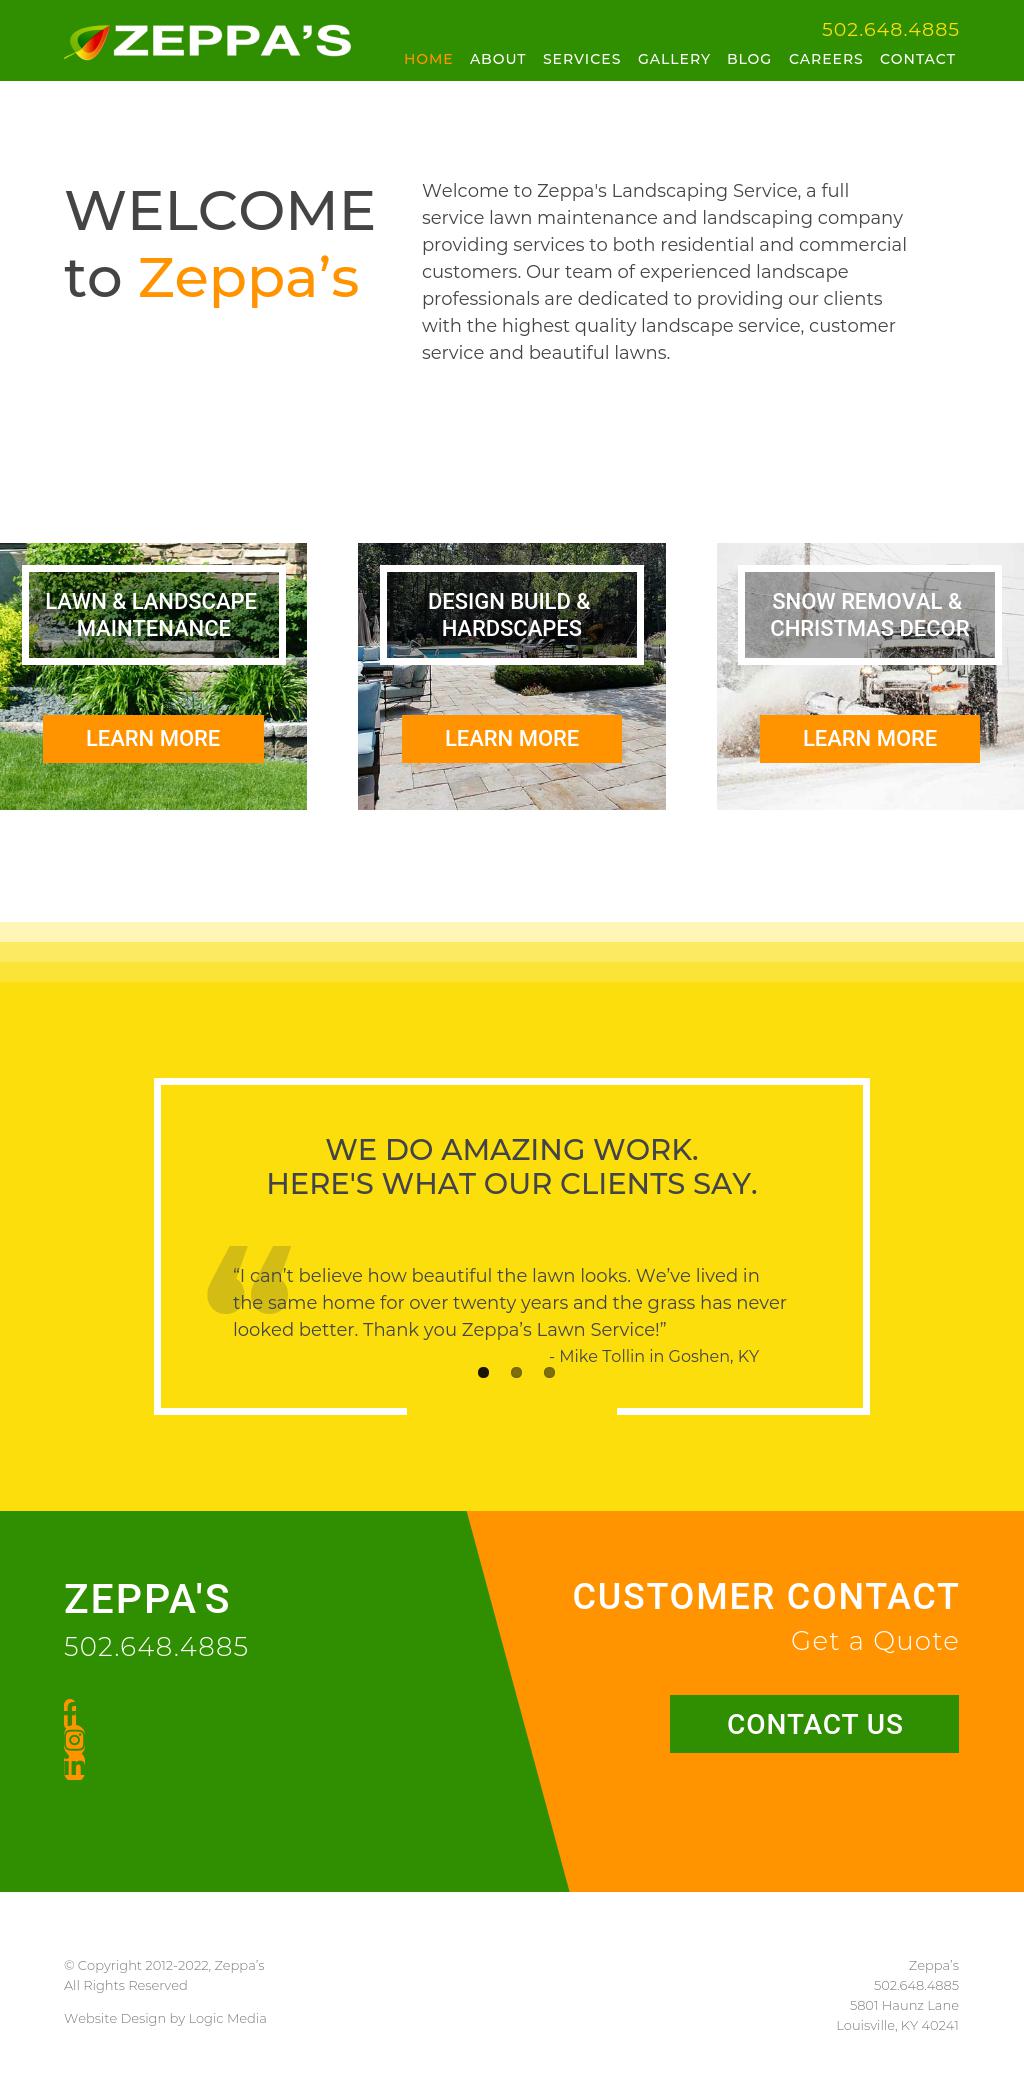 ZEPPA'S
502.648.4885
HOME ABOUT SERVICES GALLERY BLOG CAREERS CONTACT
WELCOME
to Zeppa’s
Welcome to Zeppa's Landscaping Service, a full
service lawn maintenance and landscaping company
providing services to both residential and commercial
customers. Our team of experienced landscape
professionals are dedicated to providing our clients
with the highest quality landscape service, customer
service and beautiful lawns.
LAWN & LANDSCAPE
MAINTENANCE
LEARN MORE
DESIGN BUILD &
HARDSCAPES
LEARN MORE
SNOW REMOVAL &
CHRISTMAS DECOR
LEARN MORE
WE DO AMAZING WORK.
HERE'S WHAT OUR CLIENTS SAY.
“I can’t believe how beautiful the lawn looks. We’ve lived in
the same home for over twenty years and the grass has never
looked better. Thank you Zeppa’s Lawn Service!”
- Mike Tollin in Goshen, KY
ZEPPA'S
502.648.4885
CUSTOMER CONTACT
Get a Quote
CONTACT US
© Copyright 2012-2022, Zeppa’s
All Rights Reserved
Website Design by Logic Media
Zeppa’s
502.648.4885
5801 Haunz Lane
Louisville, KY 40241